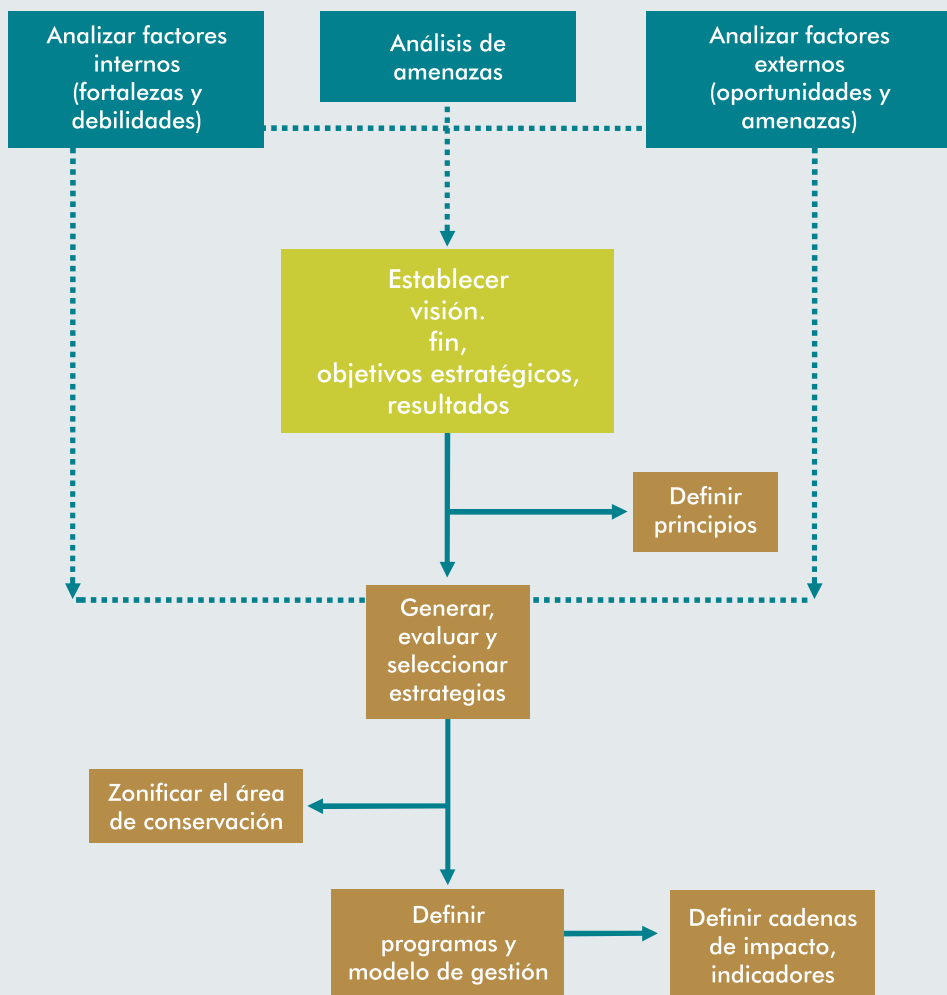 Analizar factores
internos
(fortalezas y
debilidades)
Análisis de
amenazas
Analizar factores
externos
(oportunidades y
amenazas)
Establecer
visión.
fin,
objetivos estratégicos,
resultados
Definir
principios
Generar,
evaluar y
seleccionar
estrategias
Zonificar el área
de conservación
Definir
programas y
modelo de gestión
Definir cadenas
de impacto,
indicadores